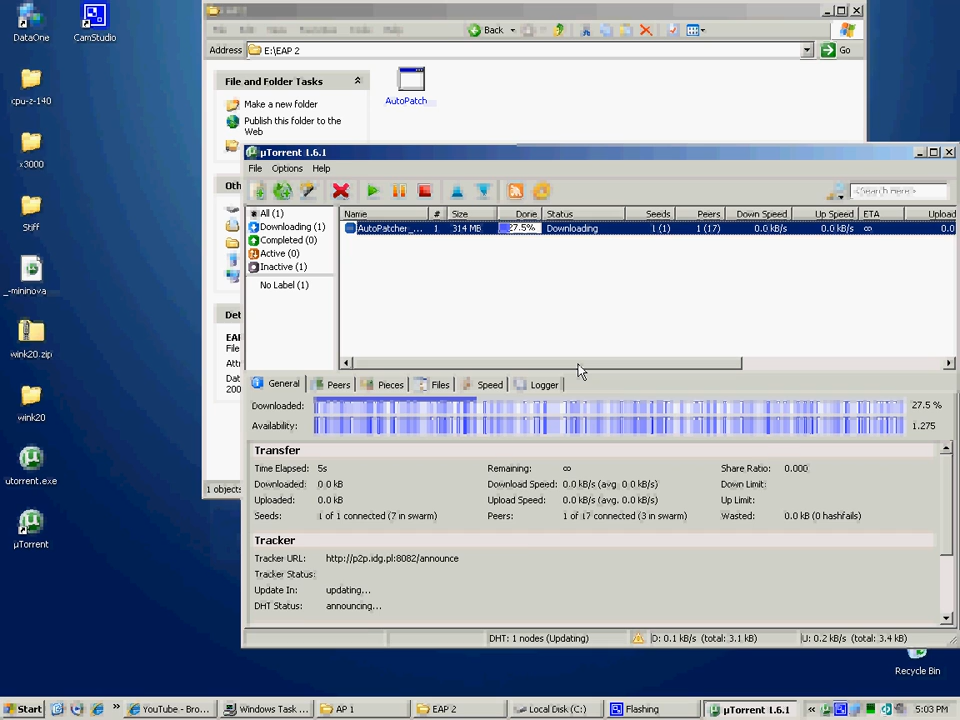 DataOne
CamStudio
cpu-z-140
x3000
Stiff
_-mininova
wink20.zip
wink20
utorrent.exe
µTorrent
Back
Address E:\EAP 2 Go
File and Folder Tasks
Make a new folder
Publish this folder to the
Web
AutoPatch
Oth
Det
EAI
File
Attri
Dat
200
1 objects
µTorrent 1.6.1
File Options Help
<Search Here>
All (1)
Downloading (1)
Completed (0)
Active (0)
Inactive (1)
No Label (1)
Name # Size Done Status Seeds Peers Down Speed Up Speed ETA Upload
AutoPatcher_... 1 314 MB 27.5% Downloading 1 (1) 1 (17) 0.0 kB/s 0.0 kB/s ∞ 0.0
General Peers Pieces Files Speed Logger
Downloaded: 27.5 %
Availability: 1.275
Transfer
Time Elapsed: 5s Remaining: ∞ Share Ratio: 0.000
Downloaded: 0.0 kB Download Speed: 0.0 kB/s (avg. 0.0 kB/s) Down Limit:
Uploaded: 0.0 kB Upload Speed: 0.0 kB/s (avg. 0.0 kB/s) Up Limit:
Seeds: 1 of 1 connected (7 in swarm) Peers: 1 of 17 connected (3 in swarm) Wasted: 0.0 kB (0 hashfails)
Tracker
Tracker URL: http://p2p.idg.pl:8082/announce
Tracker Status:
Update In: updating...
DHT Status: announcing...
DHT: 1 nodes (Updating) D: 0.1 kB/s (total: 3.1 kB) U: 0.2 kB/s (total: 3.4 kB)
Recycle Bin
Start YouTube - Bro... Windows Task ... AP 1 EAP 2 Local Disk (C:) Flashing µTorrent 1.6.1 5:03 PM